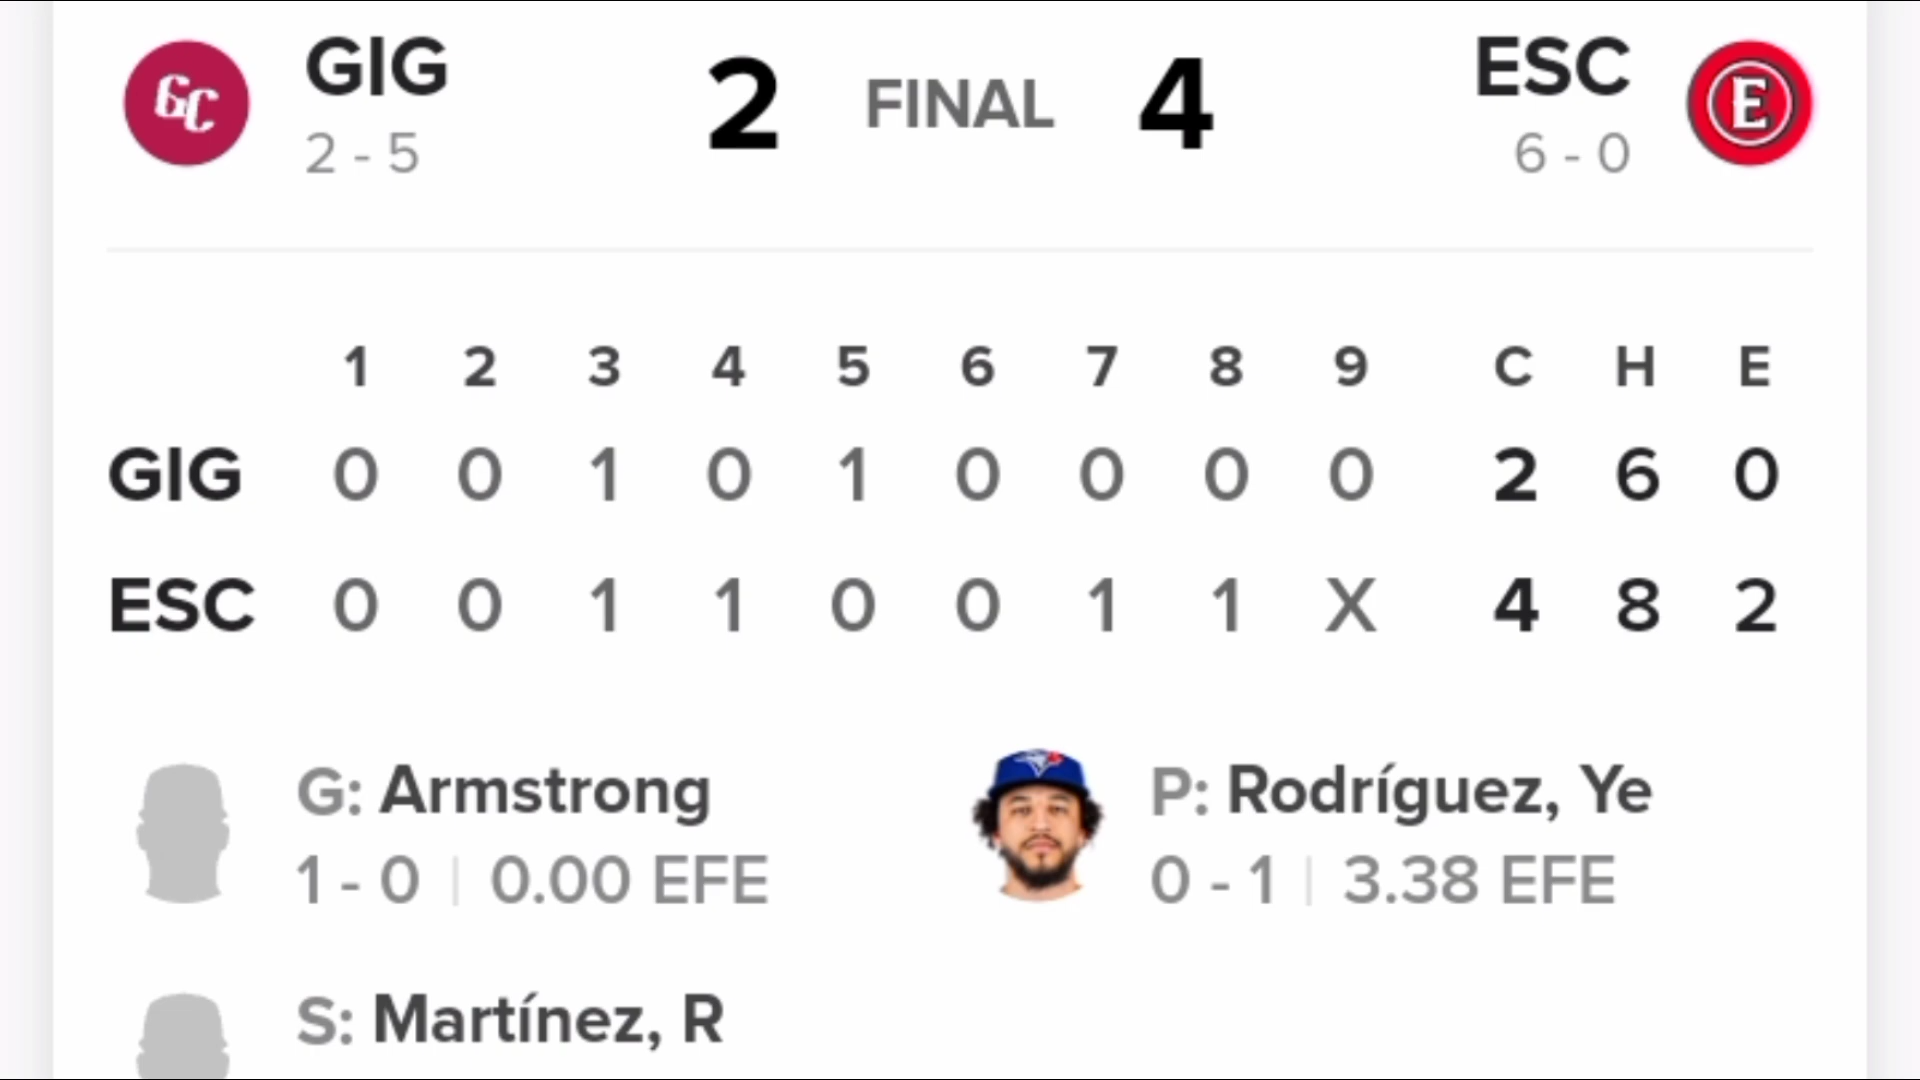 GC GIG 2 FINAL 4 ESC E
2 - 5 6 - 0
1 2 3 4 5 6 7 8 9 C H E
GIG 0 0 1 0 1 0 0 0 0 2 6 0
ESC 0 0 1 1 0 0 1 1 X 4 8 2
G: Armstrong
1 - 0 | 0.00 EFE
P: Rodríguez, Ye
0 - 1 | 3.38 EFE
S: Martínez, R